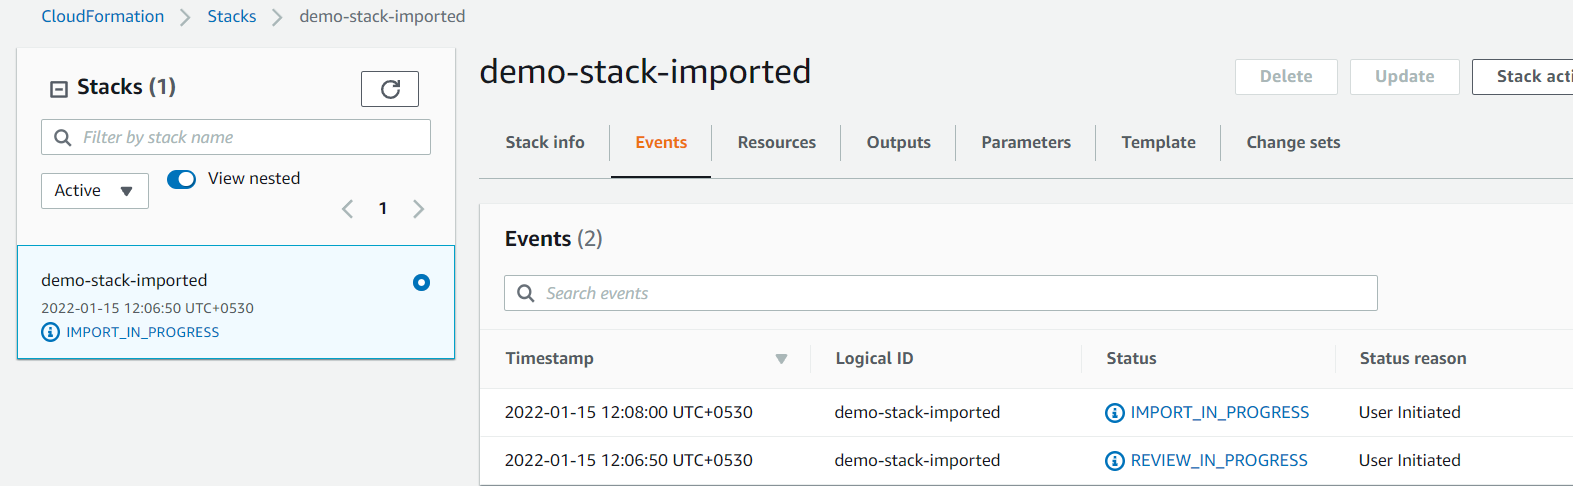 CloudFormation > Stacks > demo-stack-imported
Stacks (1)
Filter by stack name
Active
View nested
1
demo-stack-imported
2022-01-15 12:06:50 UTC+0530
IMPORT_IN_PROGRESS
demo-stack-imported
Delete Update Stack acti
Stack info Events Resources Outputs Parameters Template Change sets
Events (2)
Search events
Timestamp Logical ID Status Status reason
2022-01-15 12:08:00 UTC+0530 demo-stack-imported IMPORT_IN_PROGRESS User Initiated
2022-01-15 12:06:50 UTC+0530 demo-stack-imported REVIEW_IN_PROGRESS User Initiated